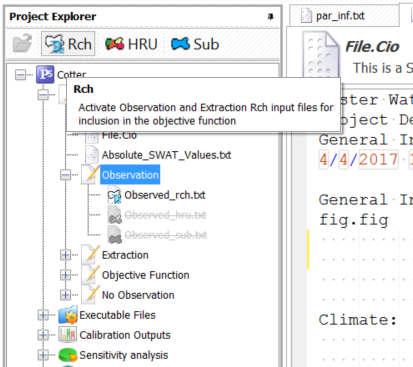 Project Explorer
par_inf.txt
Rch HRU Sub
File.Cio
This is a S
Ps Cotter
Rch
Activate Observation and Extraction Rch input files for
inclusion in the objective function
ster Wat
oject De
File.Cio
General In
Absolute_SWAT_Values.txt
4/4/2017
Observation
Observed_rch.txt
General In
Observed_hru.txt
fig.fig
Observed_sub.txt
Extraction
Objective Function
No Observation
Executable Files
Climate:
Calibration Outputs
Sensitivity analysis